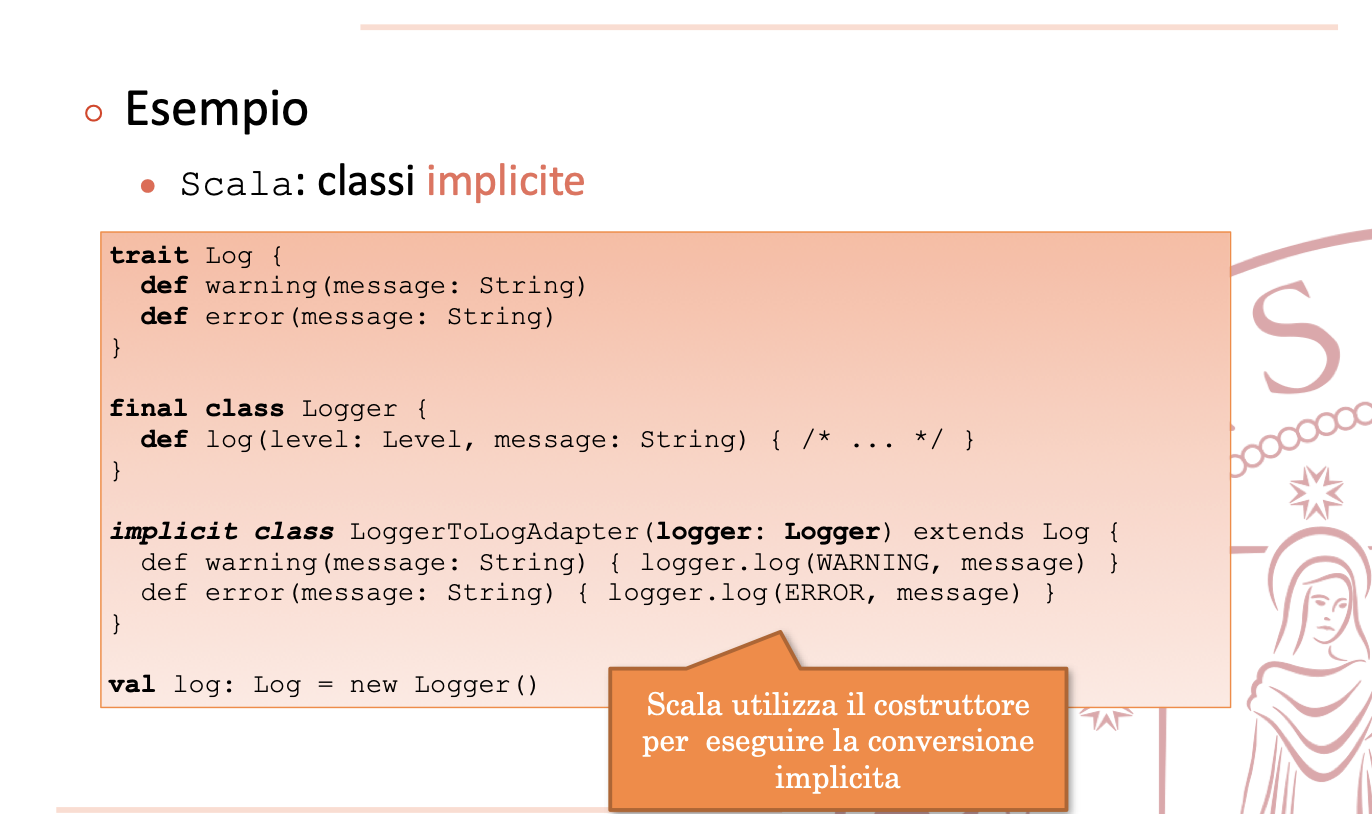 Esempio
Scala: classi implicite
trait Log {
  def warning(message: String)
  def error(message: String)
}
final class Logger {
  def log(level: Level, message: String) { /* ... */ }
}
implicit class LoggerToLogAdapter(logger: Logger) extends Log {
  def warning(message: String) { logger.log(WARNING, message) }
  def error(message: String) { logger.log(ERROR, message) }
}
val log: Log = new Logger()
Scala utilizza il costruttore
per eseguire la conversione
implicita
S